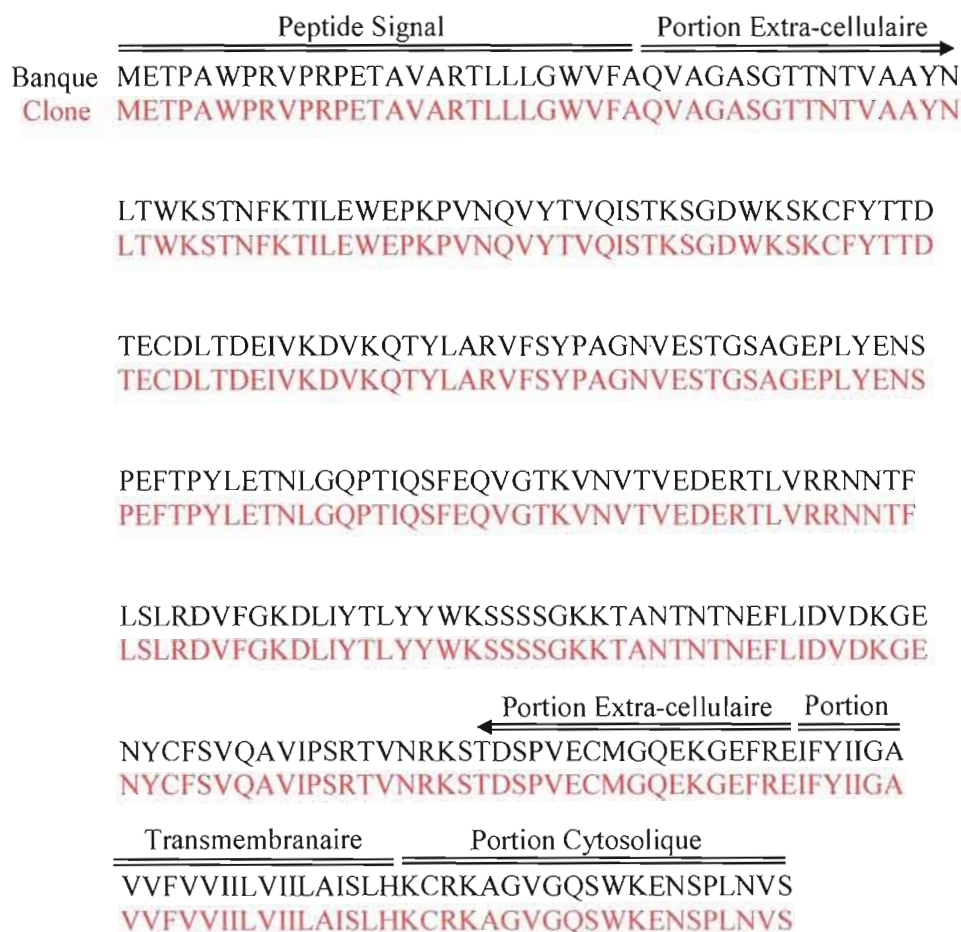 Peptide Signal Portion Extra-cellulaire
Banque METPAWPRVPRPETAVARTLLLGWVFAQVAGASGTTNTVAAYN
Clone METPAWPRVPRPETAVARTLLLGWVFAQVAGASGTTNTVAAYN
LTWKSTNFKTILEWEPKPVNQVYTVQISTKSGDWKSKCFYTTD
LTWKSTNFKTILEWEPKPVNQVYTVQISTKSGDWKSKCFYTTD
TECDLTDEIVKDVKQTYLARVFSYPAGNVESTGSAGEPLYENS
TECDLTDEIVKDVKQTYLARVFSYPAGNVESTGSAGEPLYENS
PEFTPYLETNLGQPTIQSFEQVGTKVNVTVEDERTLVRRNNTF
PEFTPYLETNLGQPTIQSFEQVGTKVNVTVEDERTLVRRNNTF
LSLRDVFGKDLIYTLYYWKSSSSGKKTANTNTNEFLIDVDKGE
LSLRDVFGKDLIYTLYYWKSSSSGKKTANTNTNEFLIDVDKGE
Portion Extra-cellulaire Portion
NYCFSVQAVIPSRTVNRKSTDSPVECMGQEKGEFREIFYIIGA
NYCFSVQAVIPSRTVNRKSTDSPVECMGQEKGEFREIFYIIGA
Transmembranaire Portion Cytosolique
VVFVVIILVIILAISLHKCRKAGVGQSWKENSPLNVS
VVFVVIILVIILAISLHKCRKAGVGQSWKENSPLNVS